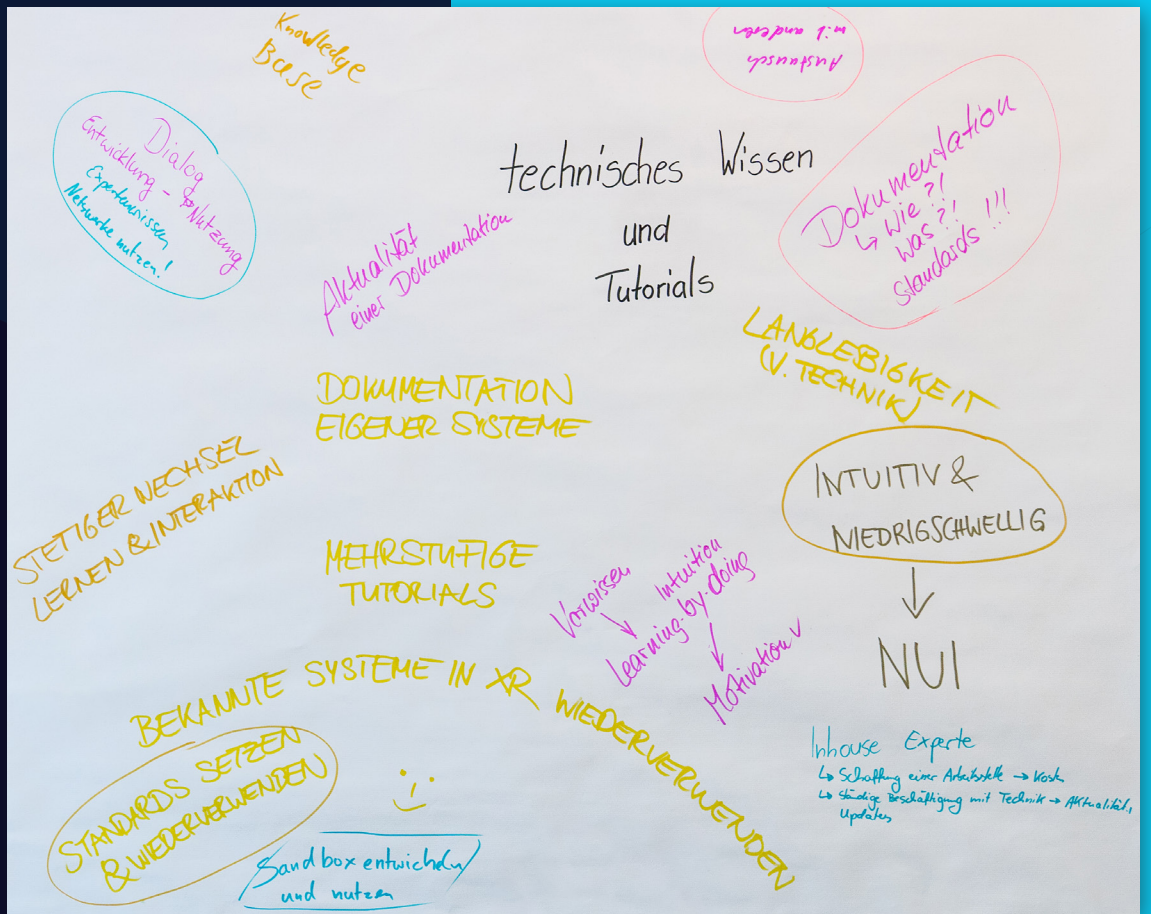 Knowledge
Base
Austausch
mit anderen
Dialog
Entwicklung - Nutzung
Expertenwissen
Netzwerke nutzen!
technisches Wissen
und
Tutorials
Dokumentation
↳ wie?!
was?!
Standards !!!
Aktualität
einer Dokumentation
LANGLEBIGKEIT
(V. TECHNIK)
DOKUMENTATION
EIGENER SYSTEME
INTUITIV &
NIEDRIGSCHWELLIG
NUI
STETIGER WECHSEL
LERNEN & INTERAKTION
MEHRSTUFIGE
TUTORIALS
Vorwissen
Intuition
Learning-by-doing
Motivation ✓
BEKANNTE SYSTEME IN XR WIEDERVERWENDEN
STANDARDS SETZEN
& WIEDERVERWENDEN
Inhouse Experte
↳ Schaffung einer Arbeitsstelle → Kosten
↳ ständige Beschäftigung mit Technik → Aktualität,
Updates
Sandbox entwickeln
und nutzen